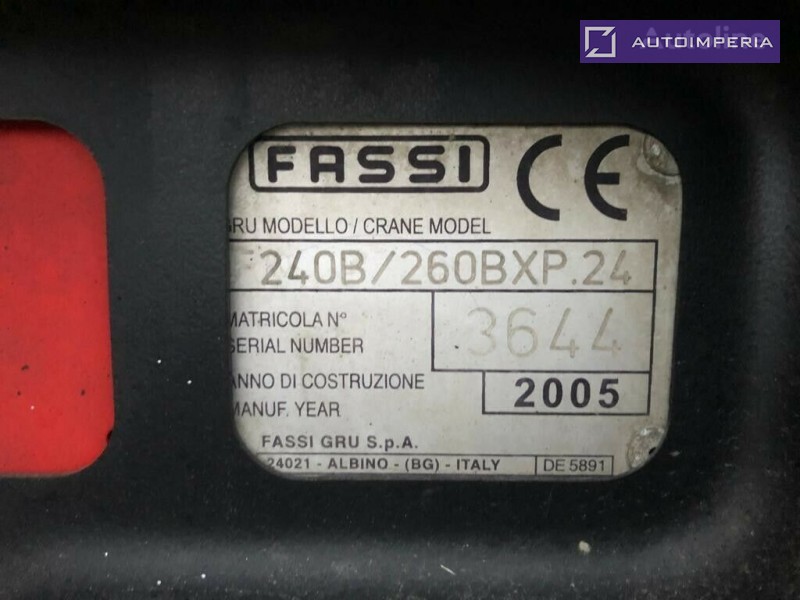 AUTOIMPERIA
FASSI CE
GRU MODELLO / CRANE MODEL
240B/260BXP.24
MATRICOLA N°
SERIAL NUMBER
3644
ANNO DI COSTRUZIONE
MANUF. YEAR
2005
FASSI GRU S.p.A.
24021 - ALBINO - (BG) - ITALY DE 5891